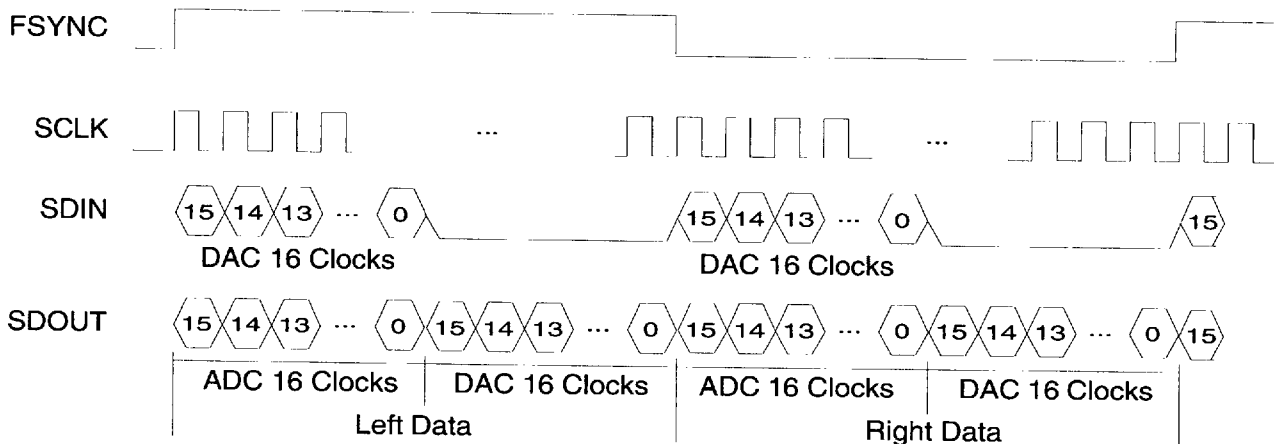 FSYNC
SCLK ... ...
SDIN 15 14 13 ... 0 15 14 13 ... 0 15
DAC 16 Clocks DAC 16 Clocks
SDOUT 15 14 13 ... 0 15 14 13 ... 0 15 14 13 ... 0 15 14 13 ... 0 15
ADC 16 Clocks DAC 16 Clocks ADC 16 Clocks DAC 16 Clocks
Left Data Right Data